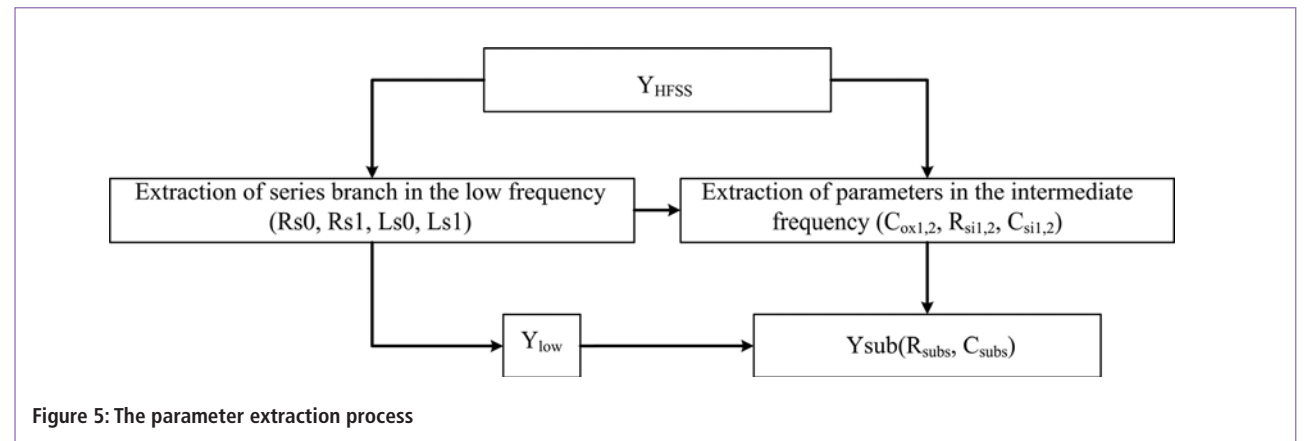 Y_HFSS
Extraction of series branch in the low frequency
(Rs0, Rs1, Ls0, Ls1)
Extraction of parameters in the intermediate
frequency (C_ox1,2, R_si1,2, C_si1,2)
Y_low
Ysub(R_subs, C_subs)
Figure 5: The parameter extraction process